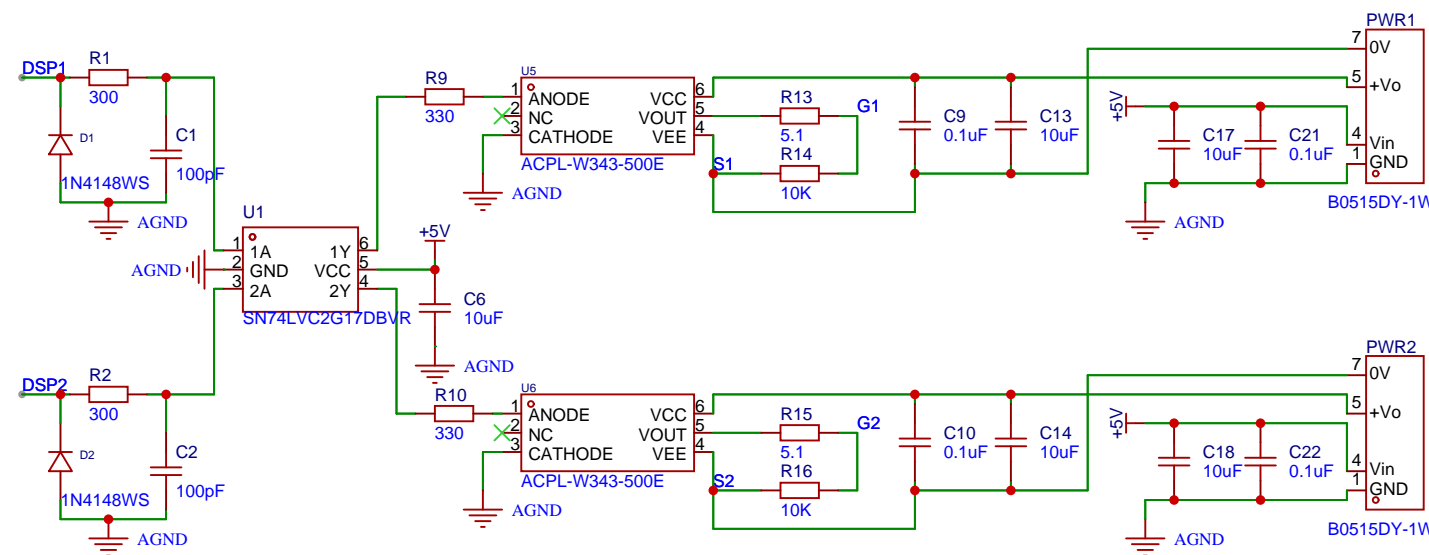 PWR1
7
0V
5
+Vo
4
Vin
1
GND
B0515DY-1W
DSP1
R1
300
D1
1N4148WS
C1
100pF
AGND
R9
330
U5
1
ANODE
2
NC
3
CATHODE
VCC
6
VOUT
5
VEE
4
ACPL-W343-500E
AGND
R13
5.1
G1
R14
10K
S1
C9
0.1uF
C13
10uF
+5V
C17
10uF
C21
0.1uF
AGND
U1
1
1A
2
GND
3
2A
1Y
6
VCC
5
2Y
4
SN74LVC2G17DBVR
AGND
+5V
C6
10uF
AGND
DSP2
R2
300
D2
1N4148WS
C2
100pF
AGND
R10
330
U6
1
ANODE
2
NC
3
CATHODE
VCC
6
VOUT
5
VEE
4
ACPL-W343-500E
AGND
R15
5.1
G2
R16
10K
S2
C10
0.1uF
C14
10uF
+5V
C18
10uF
C22
0.1uF
AGND
PWR2
7
0V
5
+Vo
4
Vin
1
GND
B0515DY-1W